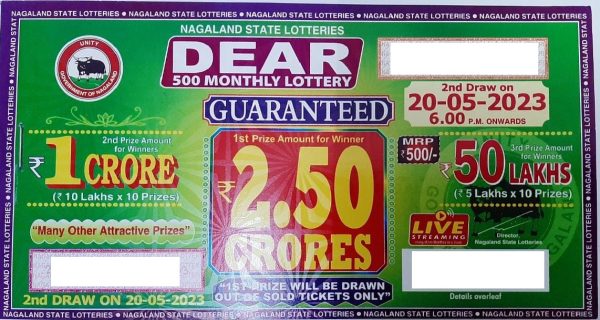 NAGALAND STATE LOTTERIES
NAGALAND STATE LOTTERIES
DEAR
500 MONTHLY LOTTERY
UNITY
GOVERNMENT OF NAGALAND
2nd Draw on
20-05-2023
6.00 P.M. ONWARDS
GUARANTEED
2nd Prize Amount
for Winners
₹1 CRORE
(₹ 10 Lakhs x 10 Prizes)
1st Prize Amount for Winner
₹2.50
CRORES
MRP
₹500/-
3rd Prize Amount
for Winners
₹50 LAKHS
(₹ 5 Lakhs x 10 Prizes)
"Many Other Attractive Prizes"
LIVE
STREAMING
Director,
Nagaland State Lotteries
"1ST PRIZE WILL BE DRAWN
OUT OF SOLD TICKETS ONLY"
2nd DRAW ON 20-05-2023
Details overleaf
NAGALAND STATE LOTTERIES